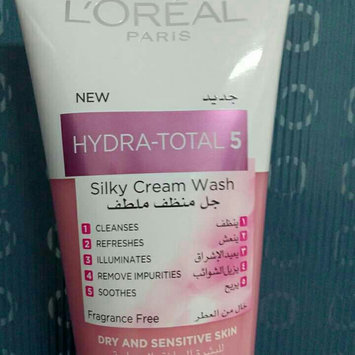 L'ORÉAL
PARIS
NEW جديد
HYDRA-TOTAL 5
Silky Cream Wash
جل منظف ملطف
1 CLEANSES ١ ينظف
2 REFRESHES ٢ ينعش
3 ILLUMINATES ٣ يعيد الإشراق
4 REMOVE IMPURITIES ٤ يزيل الشوائب
5 SOOTHES ٥ يريح
Fragrance Free خال من العطر
DRY AND SENSITIVE SKIN